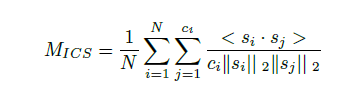 M_{ICS} = \frac{1}{N} \sum_{i=1}^{N} \sum_{j=1}^{c_i} \frac{< s_i \cdot s_j >}{c_i \| s_i \|_2 \| s_j \|_2}